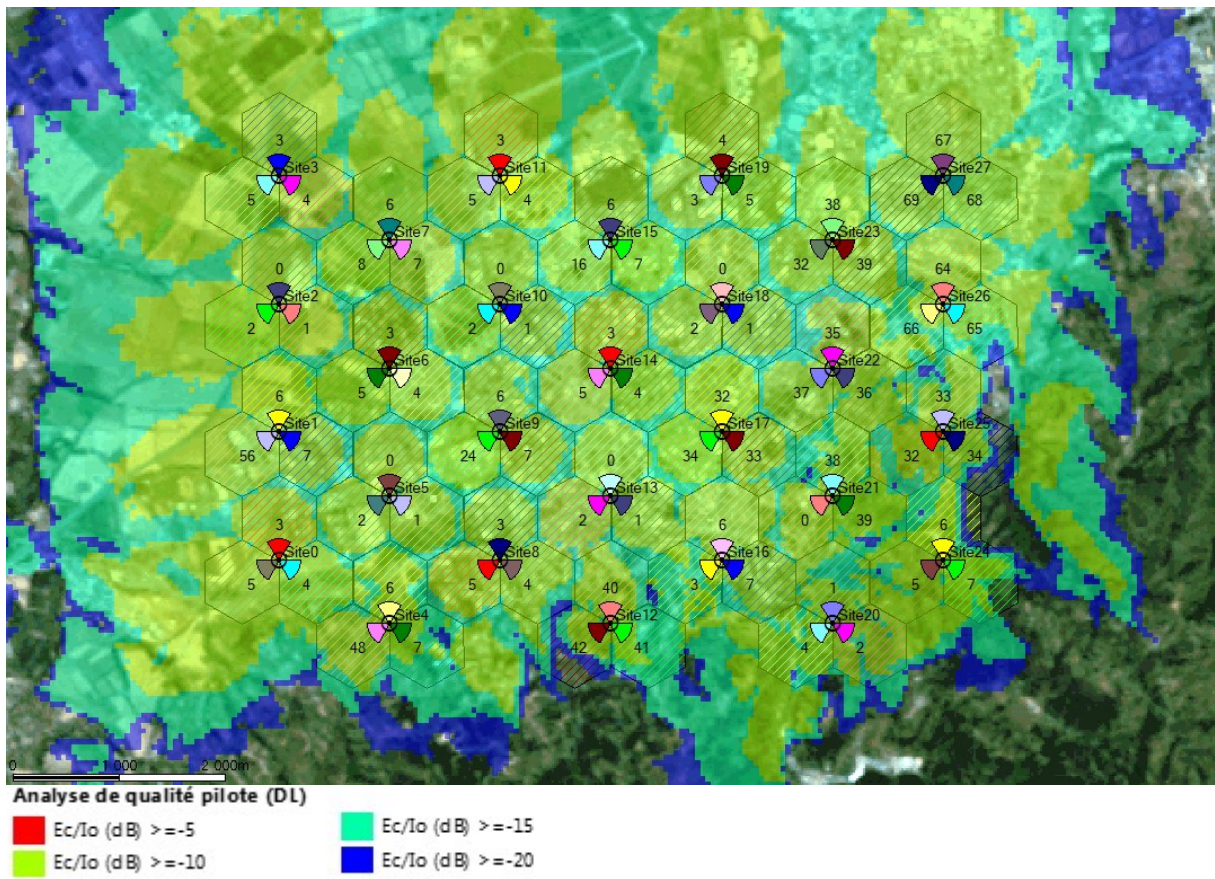 3 3 4 67
Site3 Site11 Site19 Site27
5 4 5 4 3 5 69 68
6 6 38
Site7 Site15 Site23
8 7 16 7 32 39
0 0 0 64
Site2 Site10 Site18 Site26
2 1 2 1 2 1 66 65
3 3 35
Site6 Site14 Site22
5 4 5 4 37 36
6 6 32 33
Site1 Site9 Site17 Site25
56 7 24 7 34 33 32 34
0 0 38
Site5 Site13 Site21
2 1 2 1 0 39
3 3 6 6
Site0 Site8 Site16 Site24
5 4 5 4 3 7 5 7
6 40 1
Site4 Site12 Site20
48 7 42 41 4 2
0 1 000 2 000m
Analyse de qualité pilote (DL)
Ec/Io (dB) >=-5 Ec/Io (dB) >=-15
Ec/Io (dB) >=-10 Ec/Io (dB) >=-20